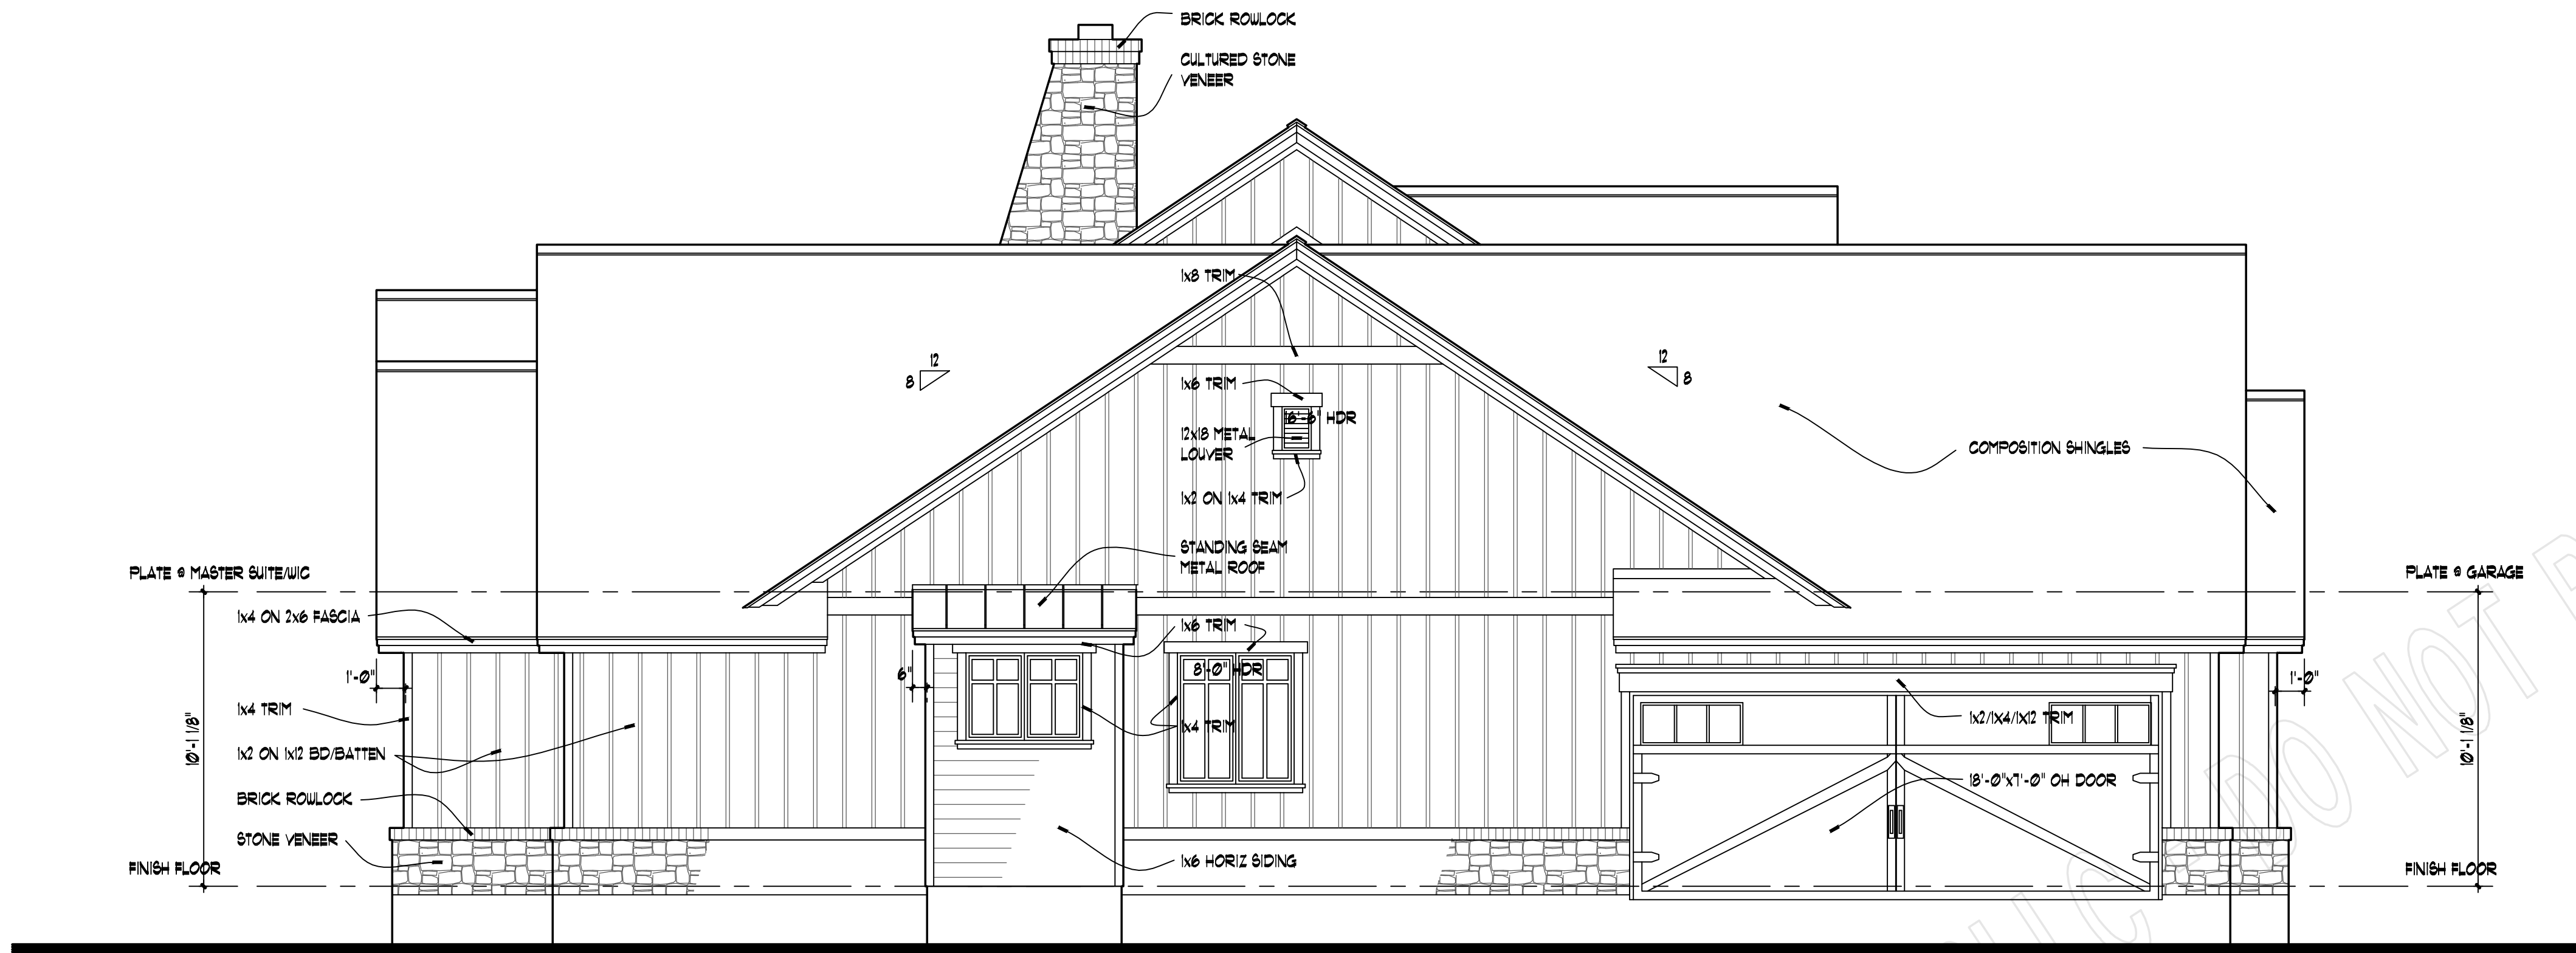 BRICK ROWLOCK
CULTURED STONE
VENEER
1x8 TRIM
12
8
12
8
1x6 TRIM
16'-6" HDR
12x18 METAL
LOUVER
COMPOSITION SHINGLES
1x2 ON 1x4 TRIM
STANDING SEAM
METAL ROOF
PLATE @ MASTER SUITE/WIC
PLATE @ GARAGE
1x4 ON 2x6 FASCIA
1x6 TRIM
8'-0" HDR
1'-0"
6"
1'-0"
1x4 TRIM
1x4 TRIM
1x2/1X4/1X12 TRIM
10'-1 1/8"
10'-1 1/8"
1x2 ON 1x12 BD/BATTEN
18'-0"x7'-0" OH DOOR
BRICK ROWLOCK
STONE VENEER
1x6 HORIZ SIDING
FINISH FLOOR
FINISH FLOOR
LLC DO NOT